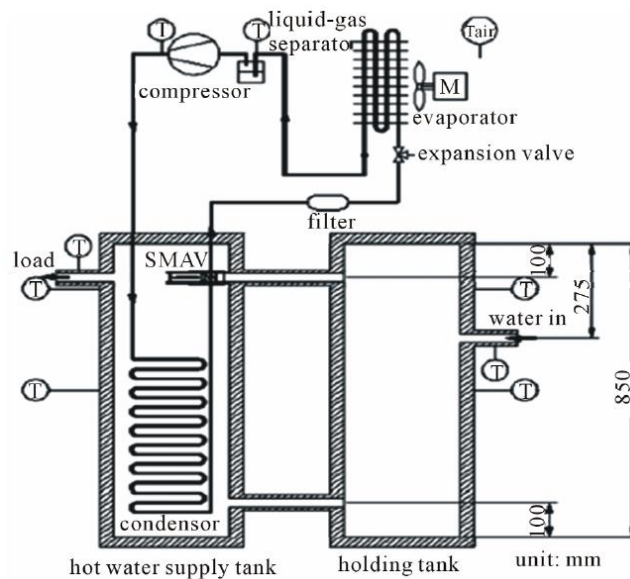 T
T
liquid-gas
separator
Tair
compressor
M
evaporator
expansion valve
filter
load
T
SMAV
100
T
T
275
water in
T
T
T
850
condensor
100
hot water supply tank
holding tank
unit: mm